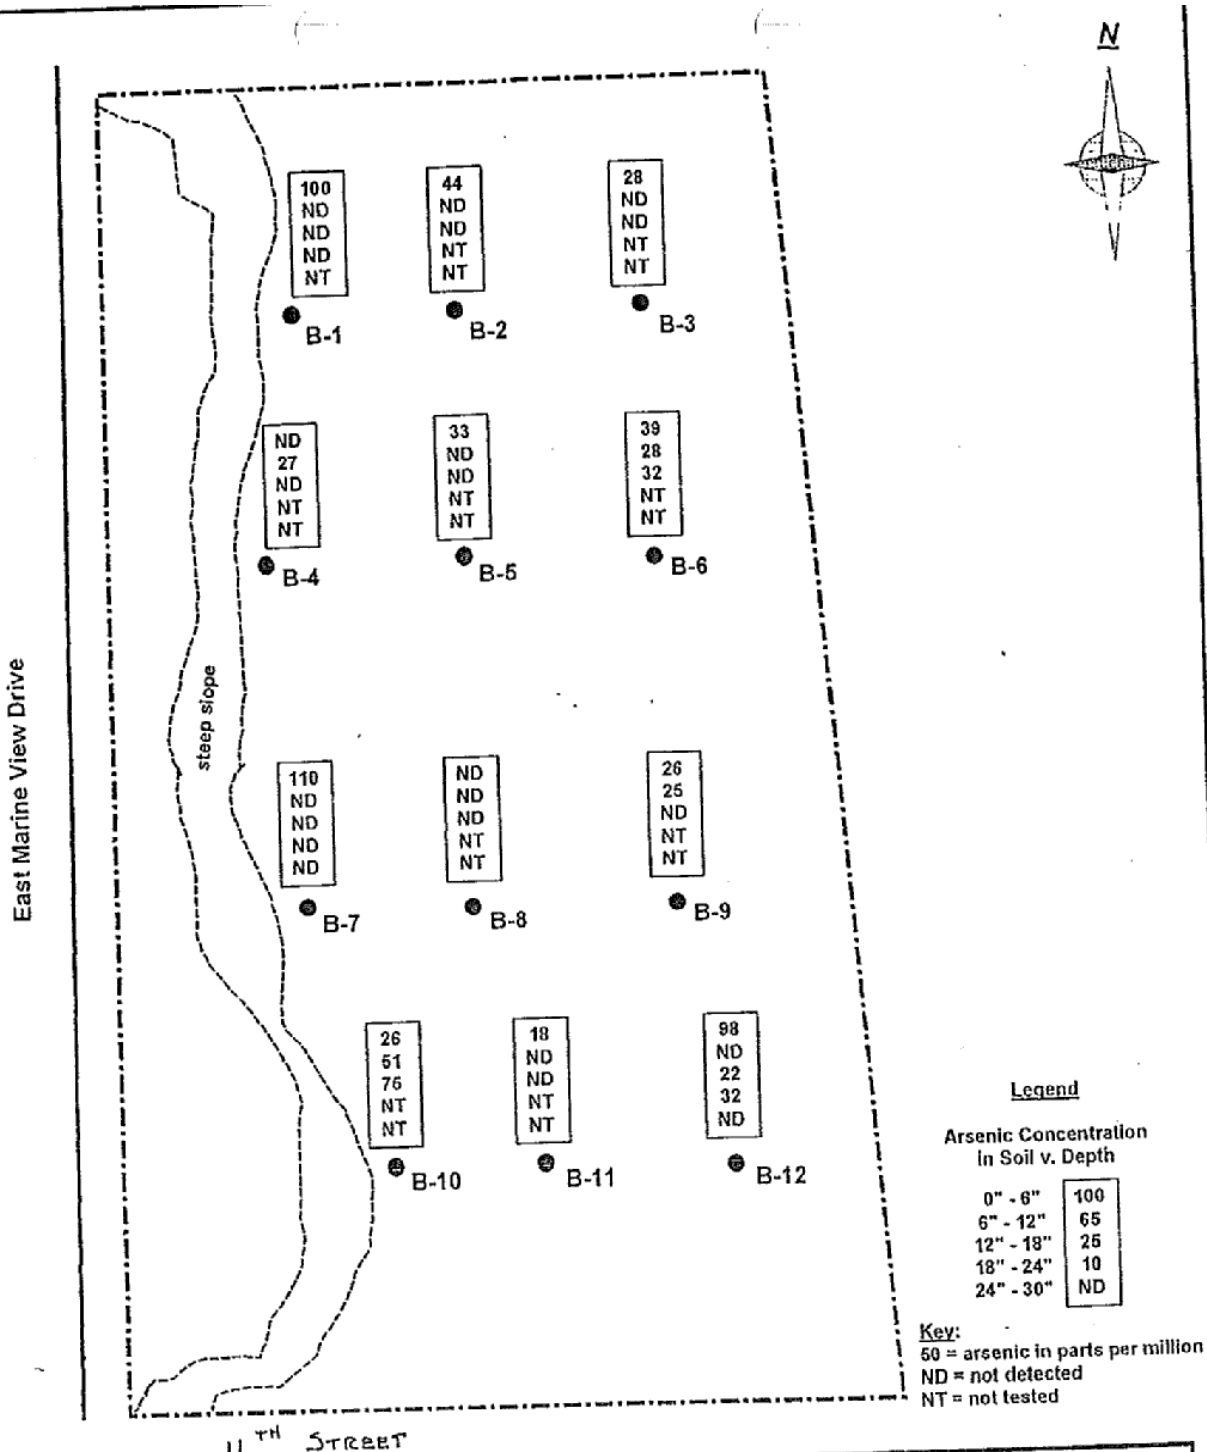 N
100
ND
ND
ND
NT
B-1
44
ND
ND
NT
NT
B-2
28
ND
ND
NT
NT
B-3
ND
27
ND
NT
NT
B-4
33
ND
ND
NT
NT
B-5
39
28
32
NT
NT
B-6
East Marine View Drive
steep slope
110
ND
ND
ND
ND
B-7
ND
ND
ND
NT
NT
B-8
26
25
ND
NT
NT
B-9
26
51
76
NT
NT
B-10
18
ND
ND
NT
NT
B-11
98
ND
22
32
ND
B-12
Legend
Arsenic Concentration
in Soil v. Depth
0" - 6" 100
6" - 12" 65
12" - 18" 25
18" - 24" 10
24" - 30" ND
Key:
50 = arsenic in parts per million
ND = not detected
NT = not tested
11TH STREET